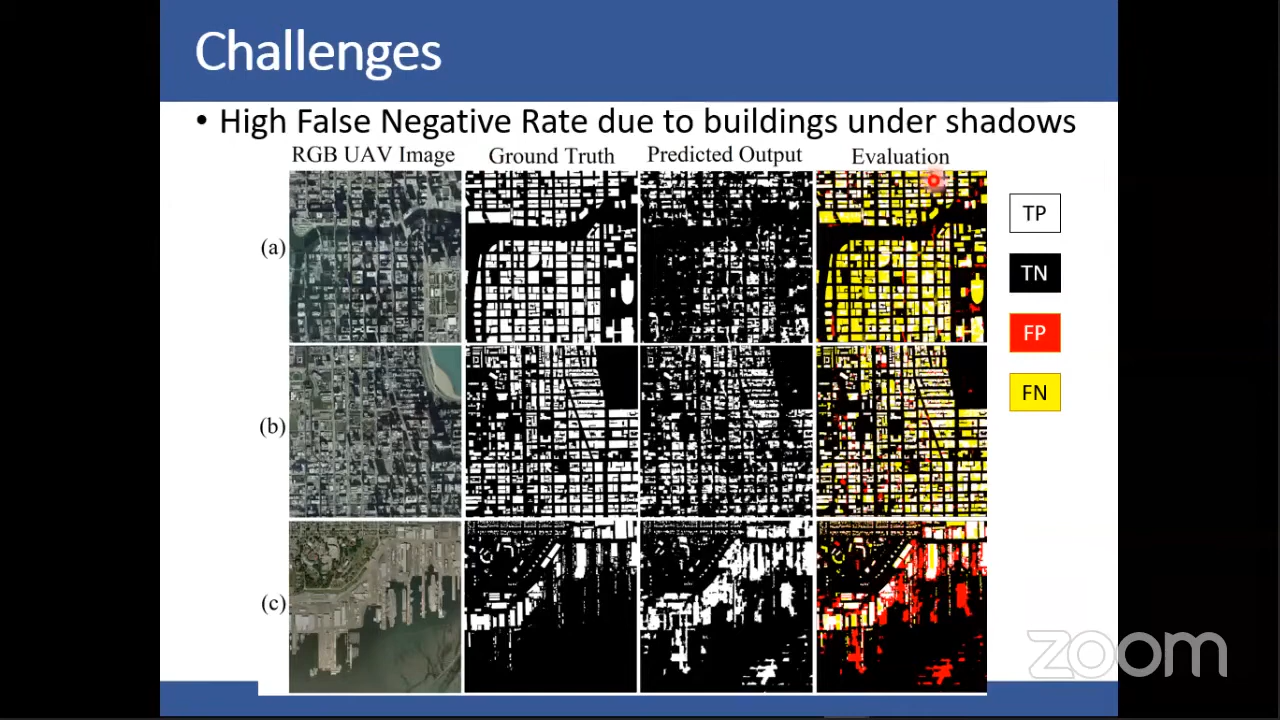 Challenges
• High False Negative Rate due to buildings under shadows
RGB UAV Image Ground Truth Predicted Output Evaluation
(a)
(b)
(c)
TP
TN
FP
FN
zoom